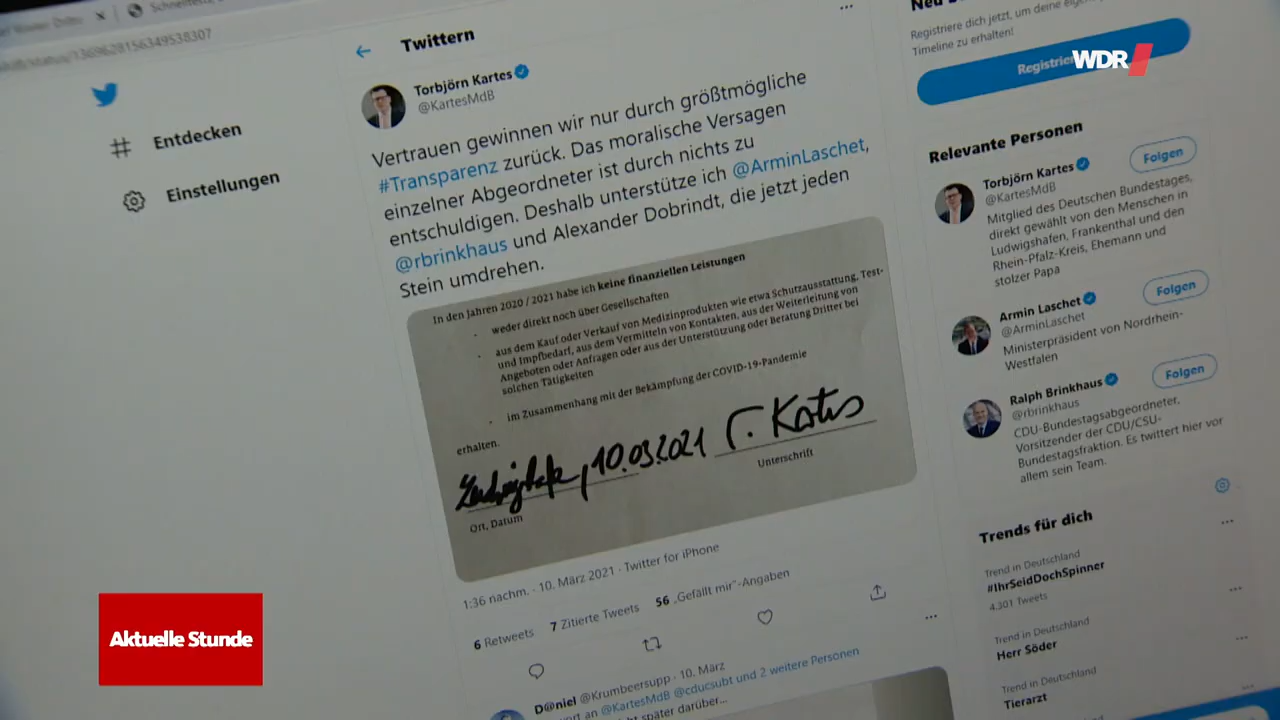 status/1369628156349538307
WDR
Twittern
Torbjörn Kartes
@KartesMdB
Entdecken
Einstellungen
Vertrauen gewinnen wir nur durch größtmögliche
#Transparenz zurück. Das moralische Versagen
einzelner Abgeordneter ist durch nichts zu
entschuldigen. Deshalb unterstütze ich @ArminLaschet,
@rbrinkhaus und Alexander Dobrindt, die jetzt jeden
Stein umdrehen.
In den Jahren 2020 / 2021 habe ich keine finanziellen Leistungen
· weder direkt noch über Gesellschaften
· aus dem Kauf oder Verkauf von Medizinprodukten wie etwa Schutzausstattung, Test-
und Impfbedarf, aus dem Vermitteln von Kontakten, aus der Weiterleitung von
Angeboten oder Anfragen oder aus der Unterstützung oder Beratung Dritter bei
solchen Tätigkeiten
· im Zusammenhang mit der Bekämpfung der COVID-19-Pandemie
erhalten.
10.03.2021 T. Kartes
Ort, Datum
Unterschrift
1:36 nachm. · 10. März 2021 · Twitter for iPhone
6 Retweets 7 Zitierte Tweets 56 „Gefällt mir“-Angaben
D@niel @Krumbeersupp · 10. März
an @KartesMdB @cducsubt und 2 weitere Personen
später darüber...
Registriere dich jetzt, um deine
Timeline zu erhalten!
Relevante Personen
Torbjörn Kartes
@KartesMdB
Folgen
Mitglied des Deutschen Bundestages,
direkt gewählt von den Menschen in
Ludwigshafen, Frankenthal und den
Rhein-Pfalz-Kreis, Ehemann und
stolzer Papa
Armin Laschet
@ArminLaschet
Folgen
Ministerpräsident von Nordrhein-
Westfalen
Ralph Brinkhaus
@rbrinkhaus
Folgen
CDU-Bundestagsabgeordneter,
Vorsitzender der CDU/CSU-
Bundestagsfraktion. Es twittert hier vor
allem sein Team.
Trends für dich
Trend in Deutschland
#IhrSeidDochSpinner
4.301 Tweets
Trend in Deutschland
Herr Söder
Trend in Deutschland
Tierarzt
Aktuelle Stunde